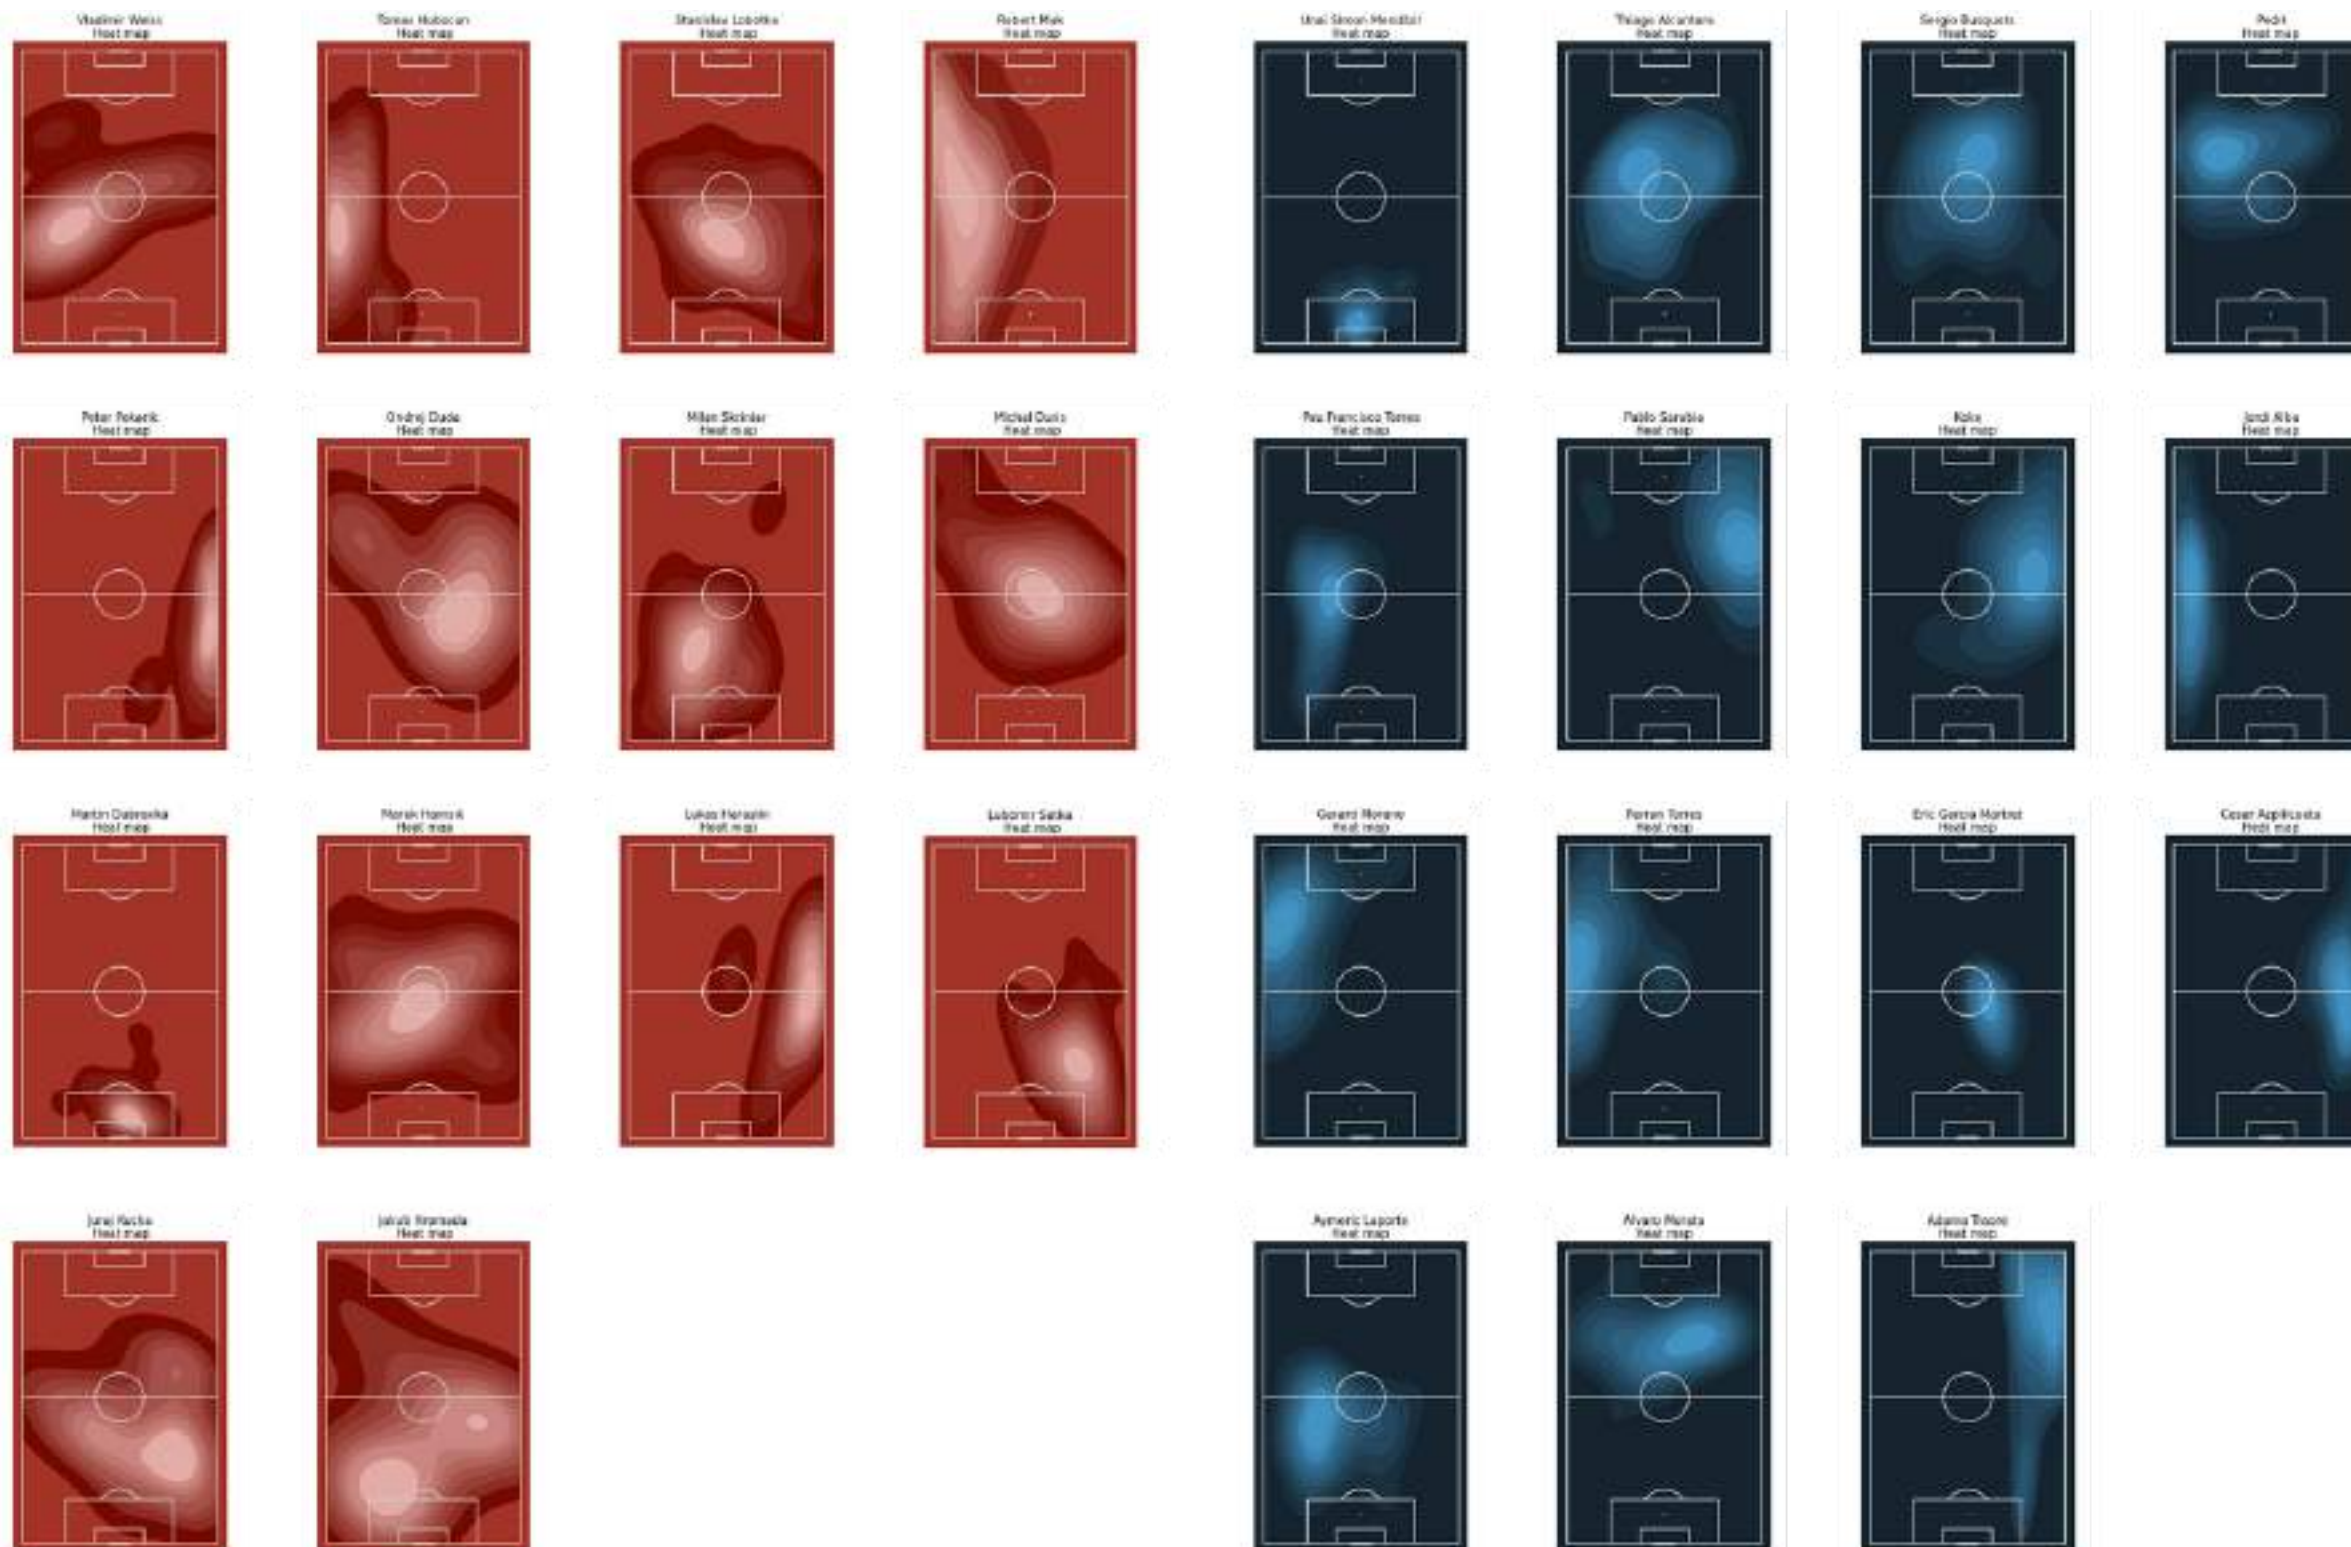 Vladimir Weiss
Heat map
Tomas Hubocan
Heat map
Stanislav Lobotka
Heat map
Robert Mak
Heat map
Unai Simon Mendibil
Heat map
Thiago Alcantara
Heat map
Sergio Busquets
Heat map
Pedri
Heat map
Peter Pekarik
Heat map
Ondrej Duda
Heat map
Milan Skriniar
Heat map
Michal Duris
Heat map
Pau Francisco Torres
Heat map
Pablo Sarabia
Heat map
Koke
Heat map
Jordi Alba
Heat map
Martin Dubravka
Heat map
Marek Hamsik
Heat map
Lukas Haraslin
Heat map
Lubomir Satka
Heat map
Gerard Moreno
Heat map
Ferran Torres
Heat map
Eric Garcia Martret
Heat map
Cesar Azpilicueta
Heat map
Juraj Kucka
Heat map
Jakub Hromada
Heat map
Aymeric Laporte
Heat map
Alvaro Morata
Heat map
Adama Traore
Heat map